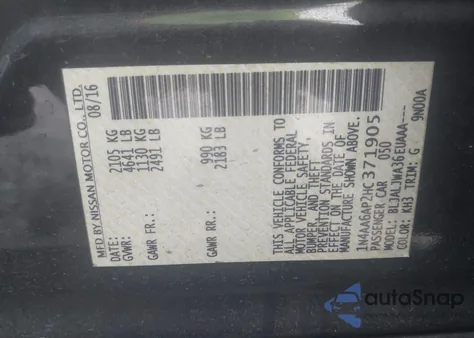 MFD BY NISSAN MOTOR CO., LTD.
DATE: 08/16
GVWR: 2105 KG
4641 LB
GAWR FR.: 1130 KG
2491 LB
GAWR RR.: 990 KG
2183 LB
THIS VEHICLE CONFORMS TO
ALL APPLICABLE FEDERAL
MOTOR VEHICLE SAFETY,
BUMPER, AND THEFT
PREVENTION STANDARDS IN
EFFECT ON THE DATE OF
MANUFACTURE SHOWN ABOVE.
1N4AA6AP2HC371905
PASSENGER CAR 050
MODEL: BL3ALJWA36EUAAA----
COLOR: KH3 TRIM: G 9N00A
autoSnap